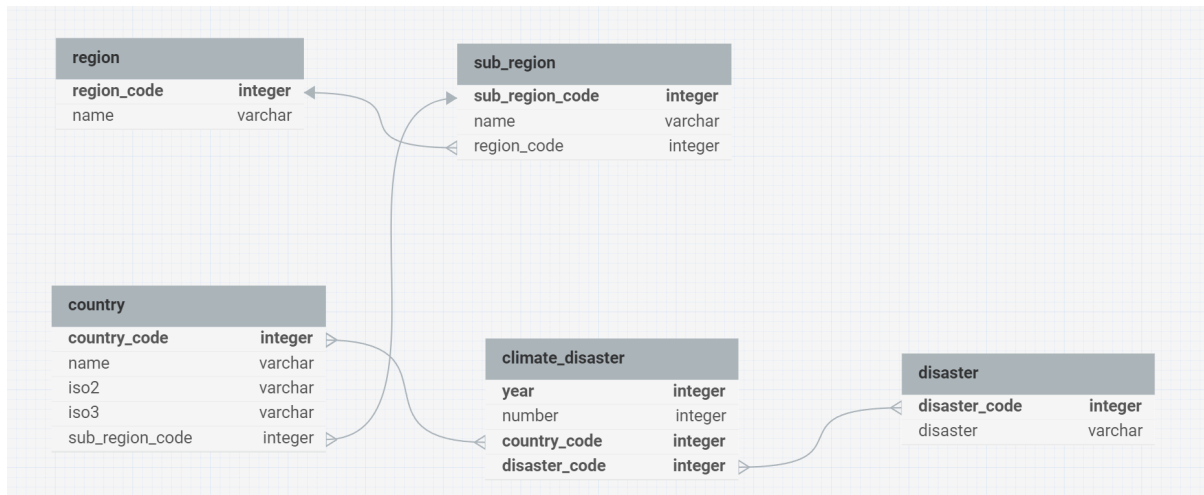 region
region_code integer
name varchar
sub_region
sub_region_code integer
name varchar
region_code integer
country
country_code integer
name varchar
iso2 varchar
iso3 varchar
sub_region_code integer
climate_disaster
year integer
number integer
country_code integer
disaster_code integer
disaster
disaster_code integer
disaster varchar